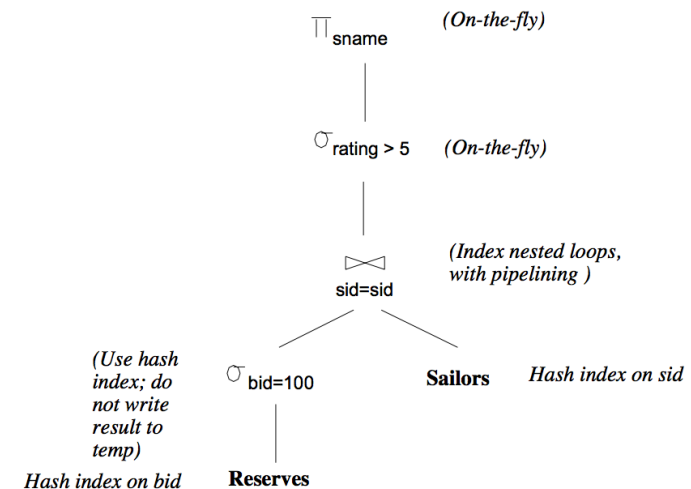 π sname (On-the-fly)
σ rating > 5 (On-the-fly)
(Index nested loops,
with pipelining )
⋈
sid=sid
(Use hash
index; do
not write
result to
temp)
σ bid=100
Sailors Hash index on sid
Hash index on bid Reserves